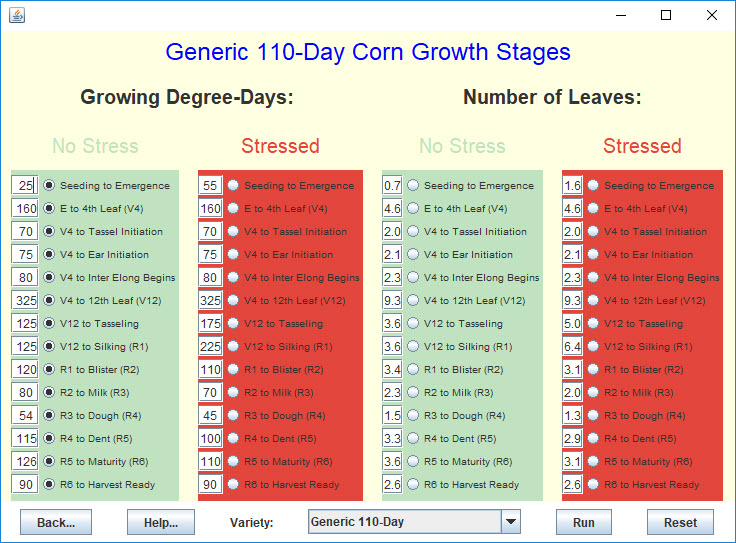 Generic 110-Day Corn Growth Stages
Growing Degree-Days: Number of Leaves:
No Stress Stressed No Stress Stressed
25 Seeding to Emergence 55 Seeding to Emergence 0.7 Seeding to Emergence 1.6 Seeding to Emergence
160 E to 4th Leaf (V4) 160 E to 4th Leaf (V4) 4.6 E to 4th Leaf (V4) 4.6 E to 4th Leaf (V4)
70 V4 to Tassel Initiation 70 V4 to Tassel Initiation 2.0 V4 to Tassel Initiation 2.0 V4 to Tassel Initiation
75 V4 to Ear Initiation 75 V4 to Ear Initiation 2.1 V4 to Ear Initiation 2.1 V4 to Ear Initiation
80 V4 to Inter Elong Begins 80 V4 to Inter Elong Begins 2.3 V4 to Inter Elong Begins 2.3 V4 to Inter Elong Begins
325 V4 to 12th Leaf (V12) 325 V4 to 12th Leaf (V12) 9.3 V4 to 12th Leaf (V12) 9.3 V4 to 12th Leaf (V12)
125 V12 to Tasseling 175 V12 to Tasseling 3.6 V12 to Tasseling 5.0 V12 to Tasseling
125 V12 to Silking (R1) 225 V12 to Silking (R1) 3.6 V12 to Silking (R1) 6.4 V12 to Silking (R1)
120 R1 to Blister (R2) 110 R1 to Blister (R2) 3.4 R1 to Blister (R2) 3.1 R1 to Blister (R2)
80 R2 to Milk (R3) 70 R2 to Milk (R3) 2.3 R2 to Milk (R3) 2.0 R2 to Milk (R3)
54 R3 to Dough (R4) 45 R3 to Dough (R4) 1.5 R3 to Dough (R4) 1.3 R3 to Dough (R4)
115 R4 to Dent (R5) 100 R4 to Dent (R5) 3.3 R4 to Dent (R5) 2.9 R4 to Dent (R5)
126 R5 to Maturity (R6) 110 R5 to Maturity (R6) 3.6 R5 to Maturity (R6) 3.1 R5 to Maturity (R6)
90 R6 to Harvest Ready 90 R6 to Harvest Ready 2.6 R6 to Harvest Ready 2.6 R6 to Harvest Ready
Back... Help... Variety: Generic 110-Day Run Reset